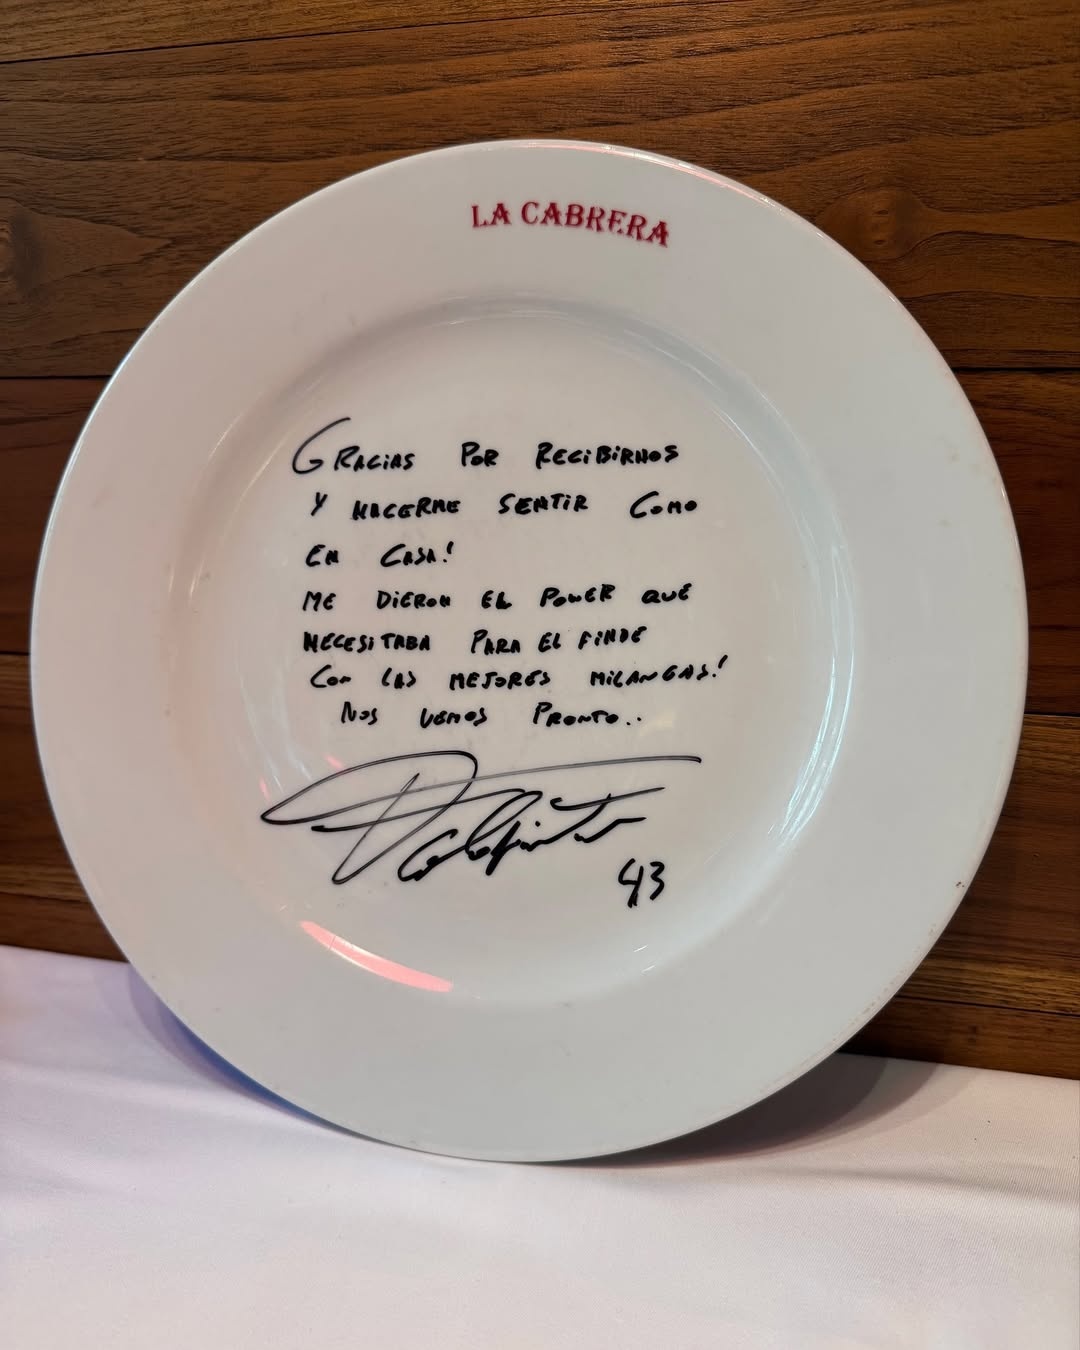 LA CABRERA
GRACIAS POR RECIBIRNOS
Y HACERME SENTIR COMO
EN CASA!
ME DIERON EL POWER QUE
NECESITABA PARA EL FINDE
CON LAS MEJORES MILANGAS!
NOS VEMOS PRONTO..
43